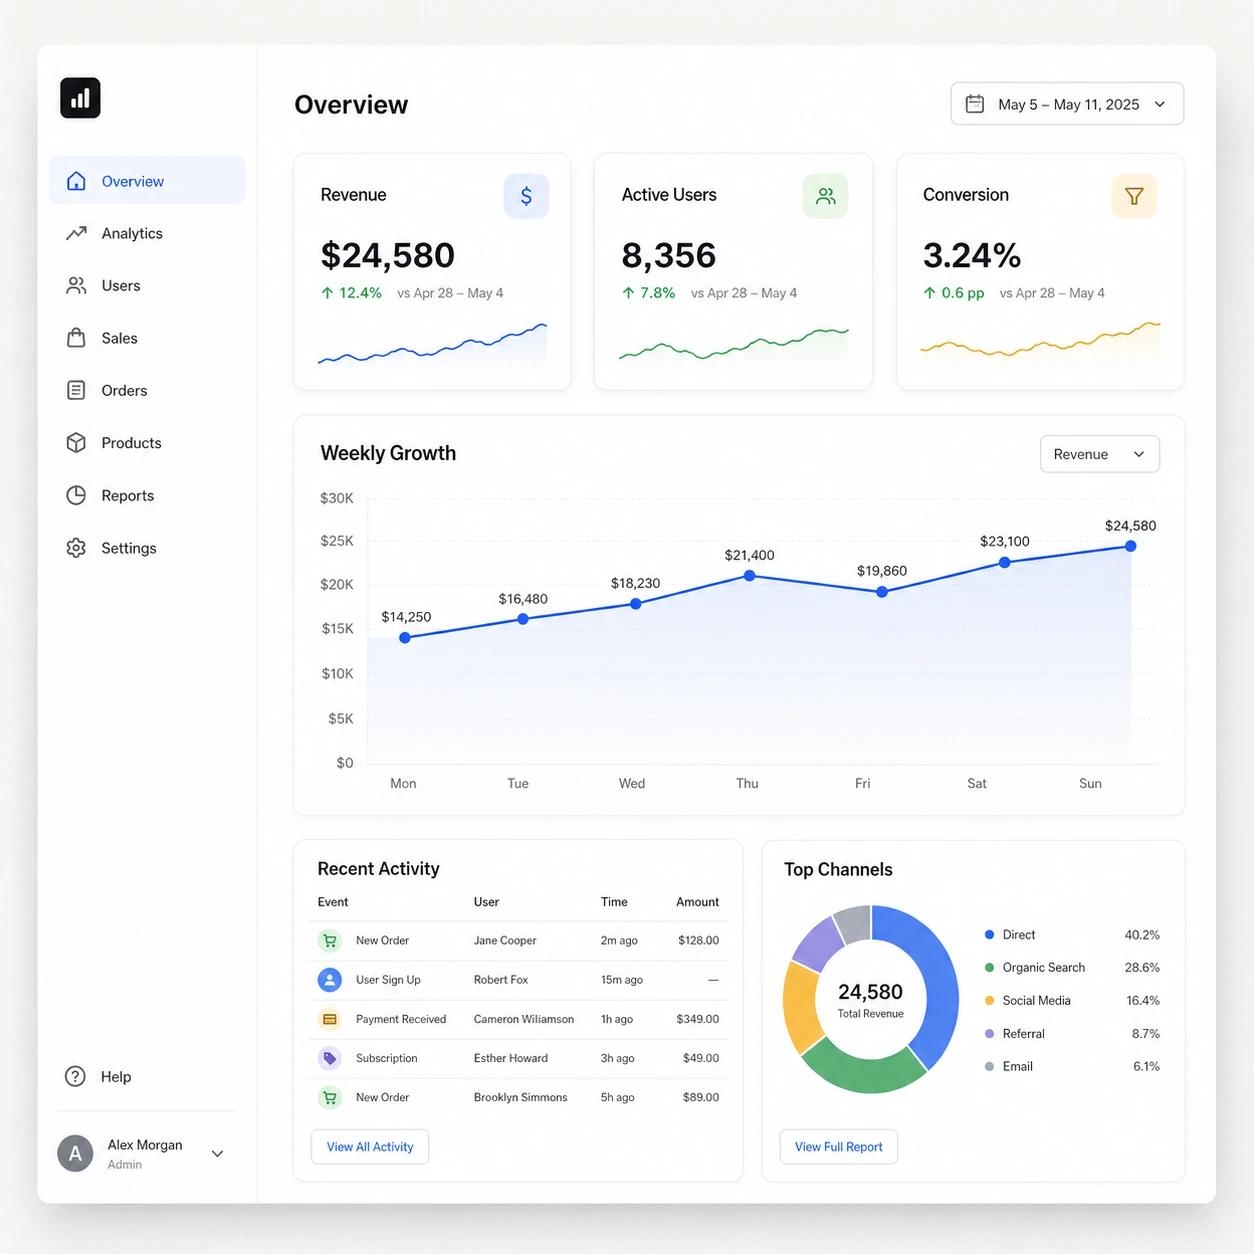 Overview
May 5 – May 11, 2025
Overview
Analytics
Users
Sales
Orders
Products
Reports
Settings
Help
A
Alex Morgan
Admin
Revenue
$
$24,580
↑ 12.4% vs Apr 28 – May 4
Active Users
8,356
↑ 7.8% vs Apr 28 – May 4
Conversion
3.24%
↑ 0.6 pp vs Apr 28 – May 4
Weekly Growth
Revenue
$30K
$25K
$20K
$15K
$10K
$5K
$0
$14,250
$16,480
$18,230
$21,400
$19,860
$23,100
$24,580
Mon Tue Wed Thu Fri Sat Sun
Recent Activity
Event User Time Amount
New Order Jane Cooper 2m ago $128.00
User Sign Up Robert Fox 15m ago —
Payment Received Cameron Wiliamson 1h ago $349.00
Subscription Esther Howard 3h ago $49.00
New Order Brooklyn Simmons 5h ago $89.00
View All Activity
Top Channels
24,580
Total Revenue
Direct 40.2%
Organic Search 28.6%
Social Media 16.4%
Referral 8.7%
Email 6.1%
View Full Report